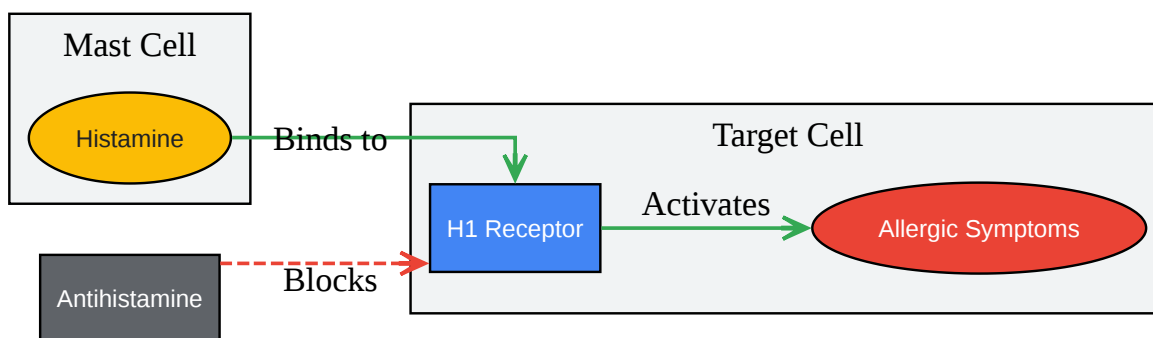 Mast Cell
Histamine
Binds to
Target Cell
H1 Receptor
Activates
Allergic Symptoms
Antihistamine
Blocks